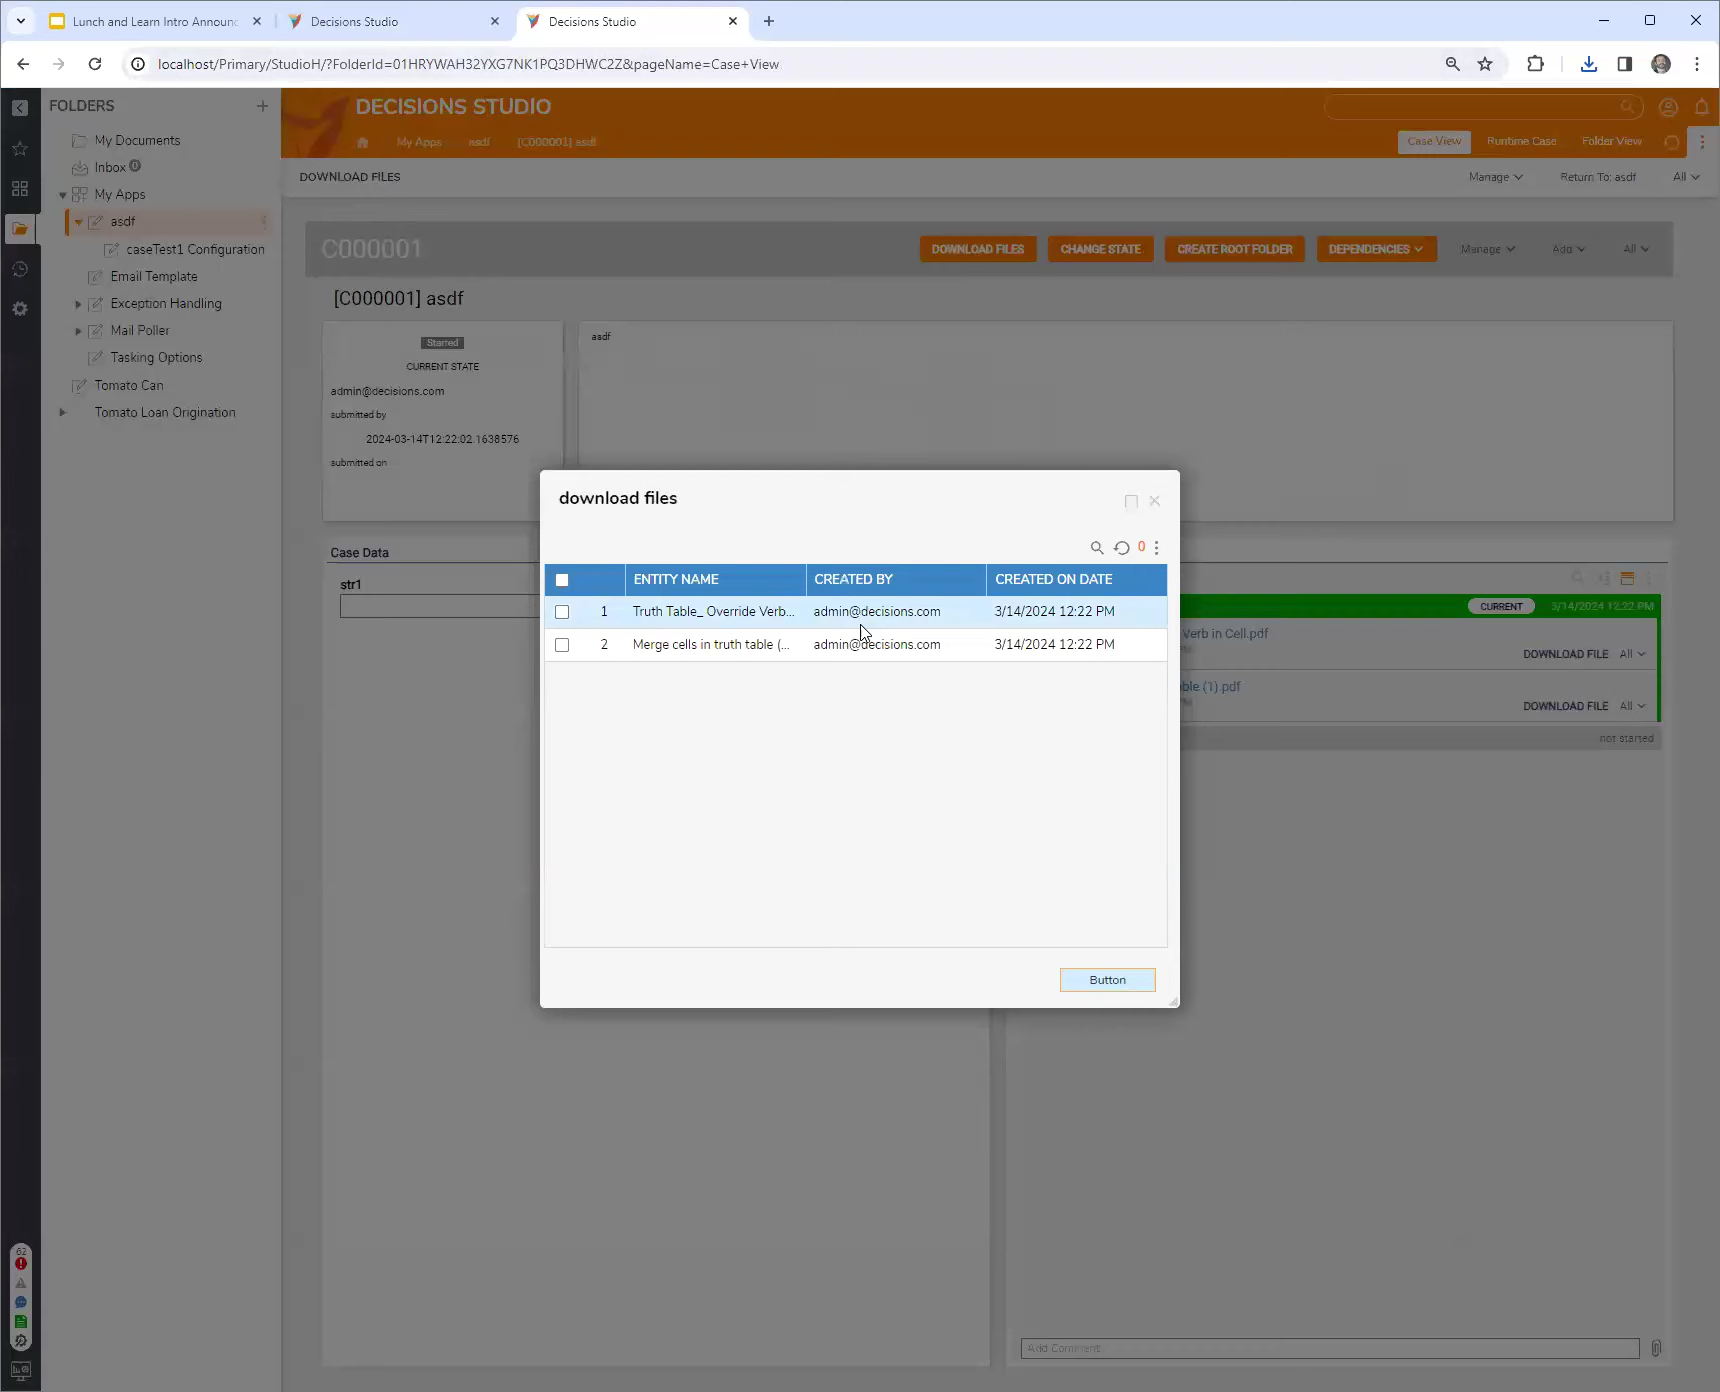 Lunch and Learn Intro Announc
Decisions Studio
Decisions Studio
localhost/Primary/StudioH/?FolderId=01HRYWAH32YXG7NK1PQ3DHWC2Z&pageName=Case+View
FOLDERS
My Documents
Inbox 0
My Apps
asdf
caseTest1 Configuration
Email Template
Exception Handling
Mail Poller
Tasking Options
Tomato Can
Tomato Loan Origination
62
DECISIONS STUDIO
My Apps asdf [C000001] asdf
Case View Runtime Case Folder View
DOWNLOAD FILES
Manage Return To: asdf All
C000001
DOWNLOAD FILES CHANGE STATE CREATE ROOT FOLDER DEPENDENCIES Manage Add All
[C000001] asdf
Started
CURRENT STATE
admin@decisions.com
submitted by
2024-03-14T12:22:02.1638576
submitted on
asdf
Case Data
str1
download files
0
ENTITY NAME CREATED BY CREATED ON DATE
1 Truth Table_ Override Verb... admin@decisions.com 3/14/2024 12:22 PM
2 Merge cells in truth table (... admin@decisions.com 3/14/2024 12:22 PM
Button
CURRENT 3/14/2024 12:22 PM
Verb in Cell.pdf
DOWNLOAD FILE All
ble (1).pdf
DOWNLOAD FILE All
not started
Add Comment